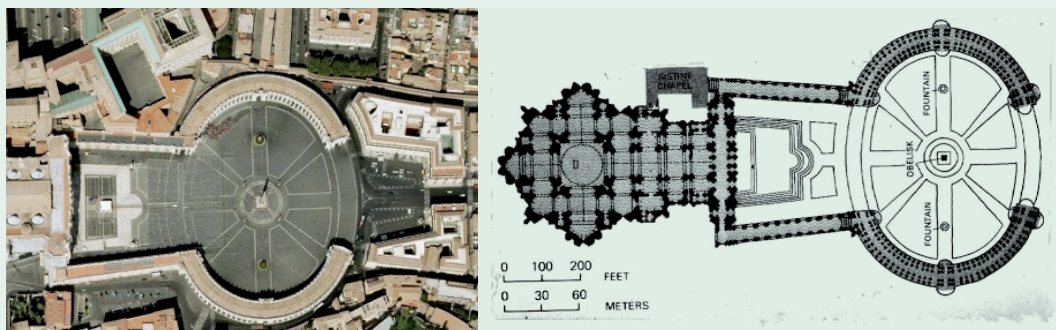 SISTINE
CHAPEL
FOUNTAIN
D
OBELISK
FOUNTAIN
0 100 200 FEET
0 30 60 METERS